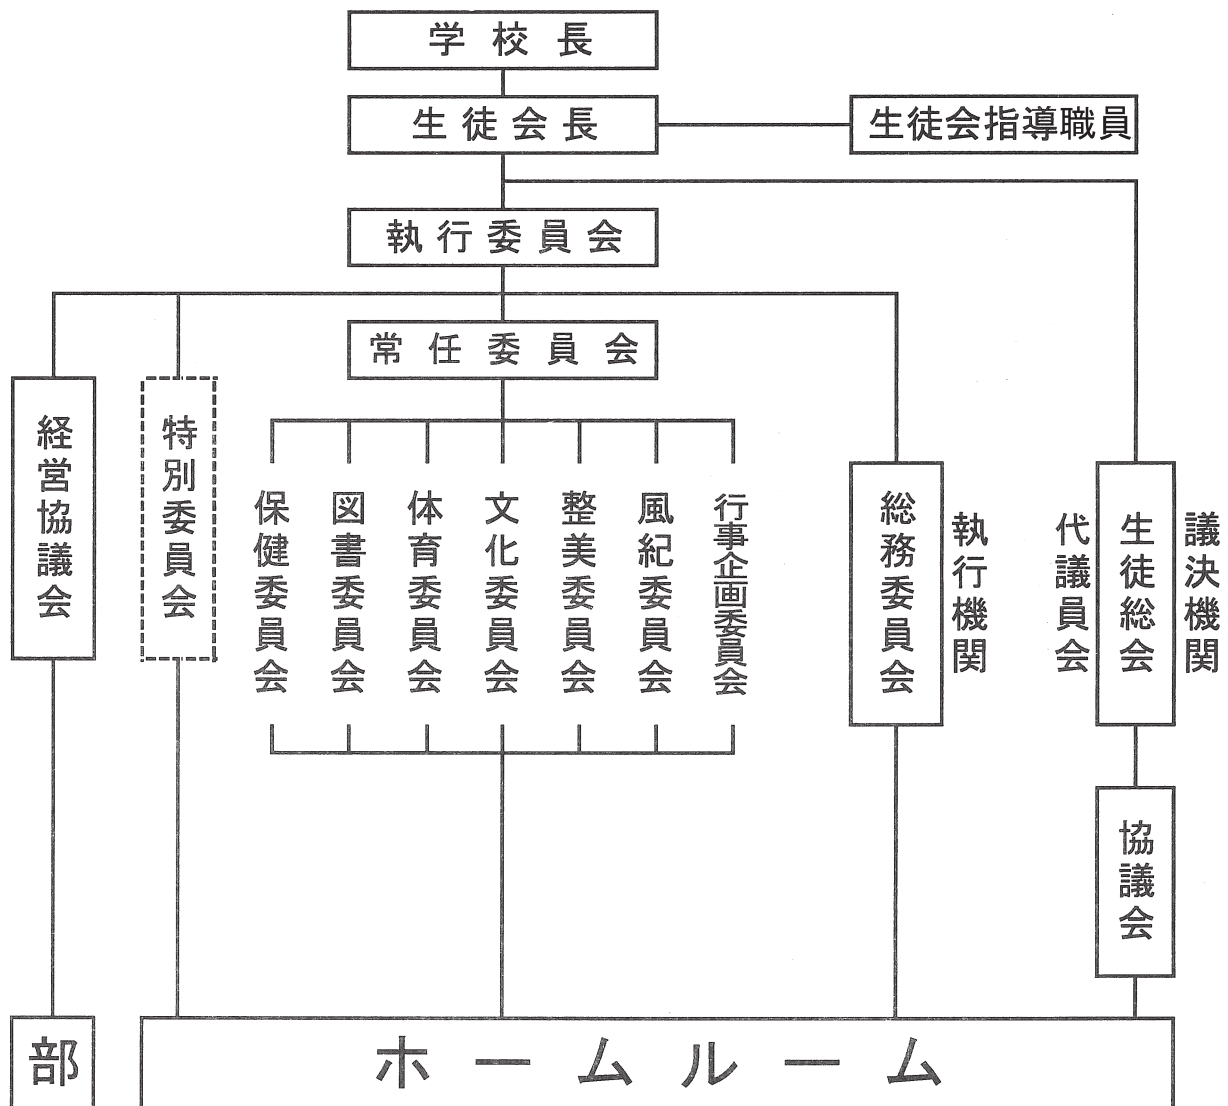 学校長
生徒会長
生徒会指導職員
執行委員会
常任委員会
経営協議会
特別委員会
保健委員会
図書委員会
体育委員会
文化委員会
整美委員会
風紀委員会
行事企画委員会
総務委員会
執行機関
代議員会
生徒総会
議決機関
協議会
部
ホームルーム